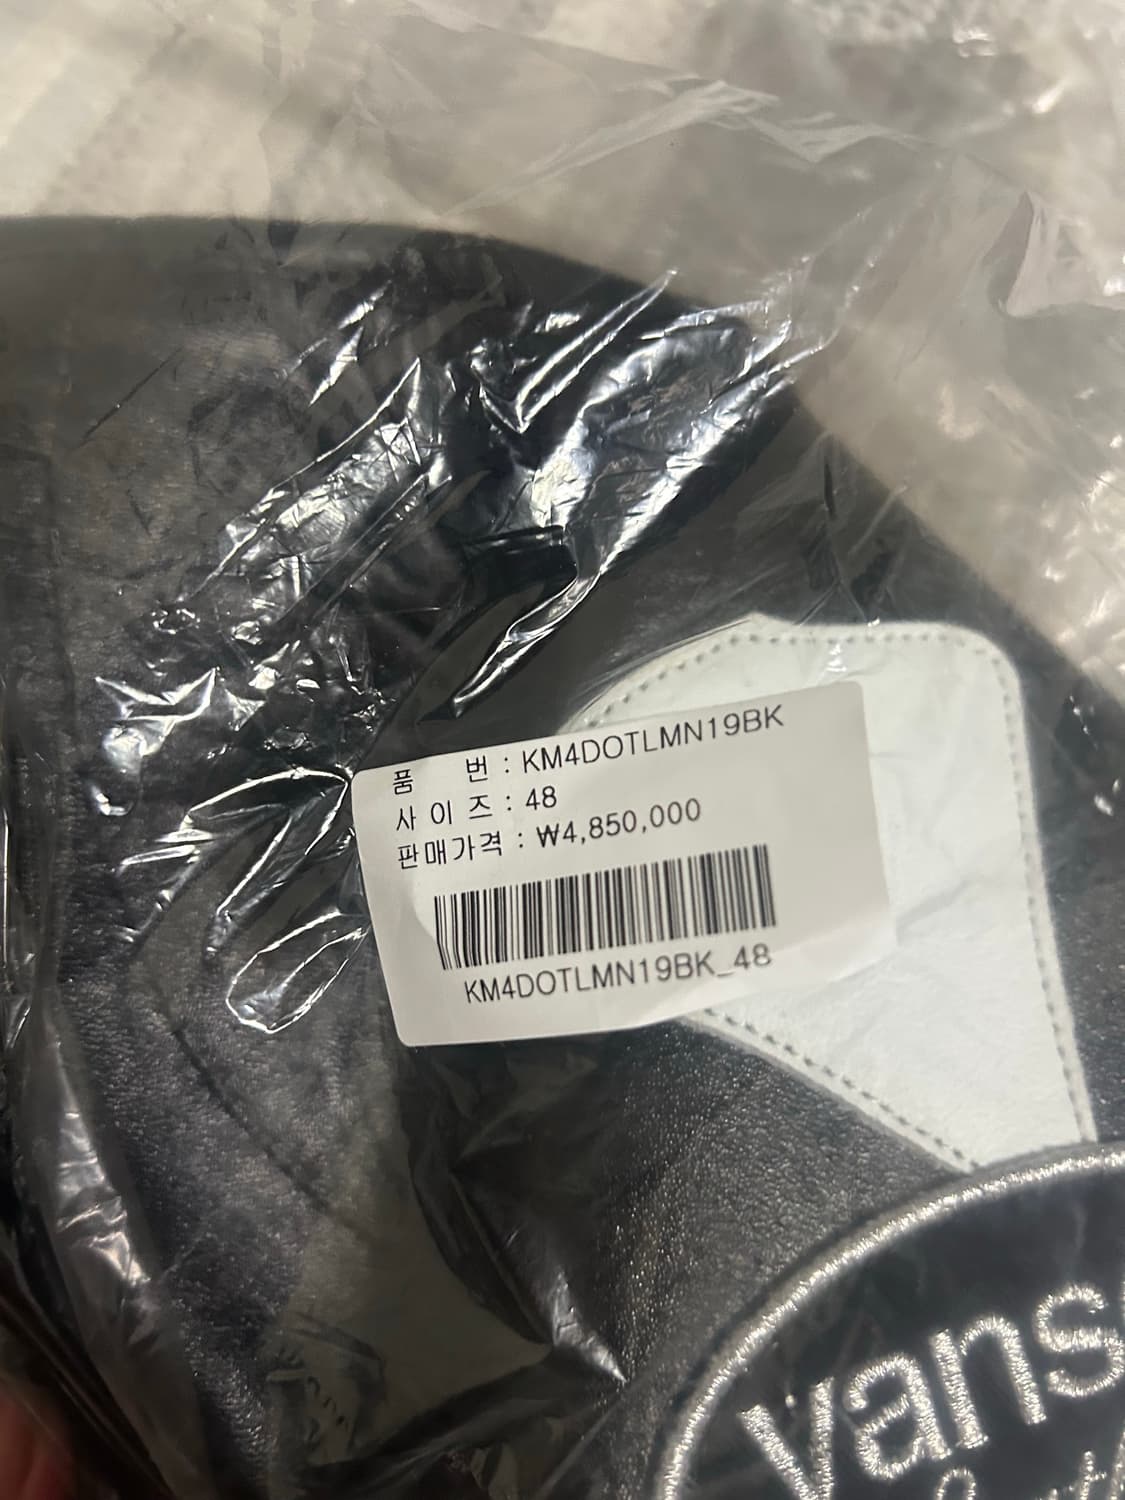 품 번 : KM4DOTLMN19BK
사 이 즈 : 48
판매가격 : ₩4,850,000
KM4DOTLMN19BK_48
vans